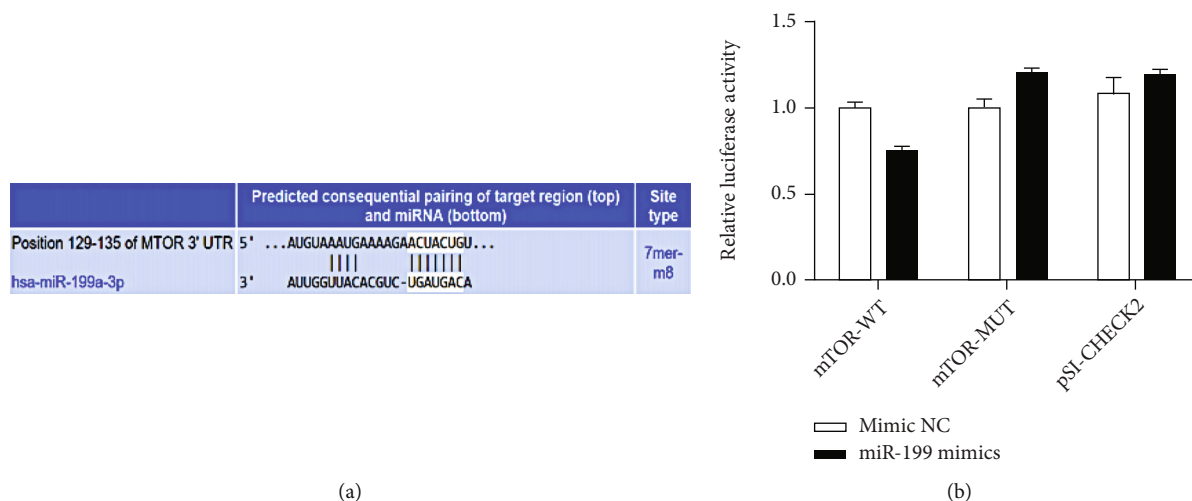 Predicted consequential pairing of target region (top)
and miRNA (bottom)
Site
type
Position 129-135 of MTOR 3' UTR 5' ...AUGUAAAUGAAAAGAACUACUGU...
hsa-miR-199a-3p 3' AUUGGUUACACGUC-UGAUGACA
7mer-
m8
(a)
Relative luciferase activity
1.5
1.0
0.5
0.0
mTOR-WT
mTOR-MUT
pSI-CHECK2
Mimic NC
miR-199 mimics
(b)